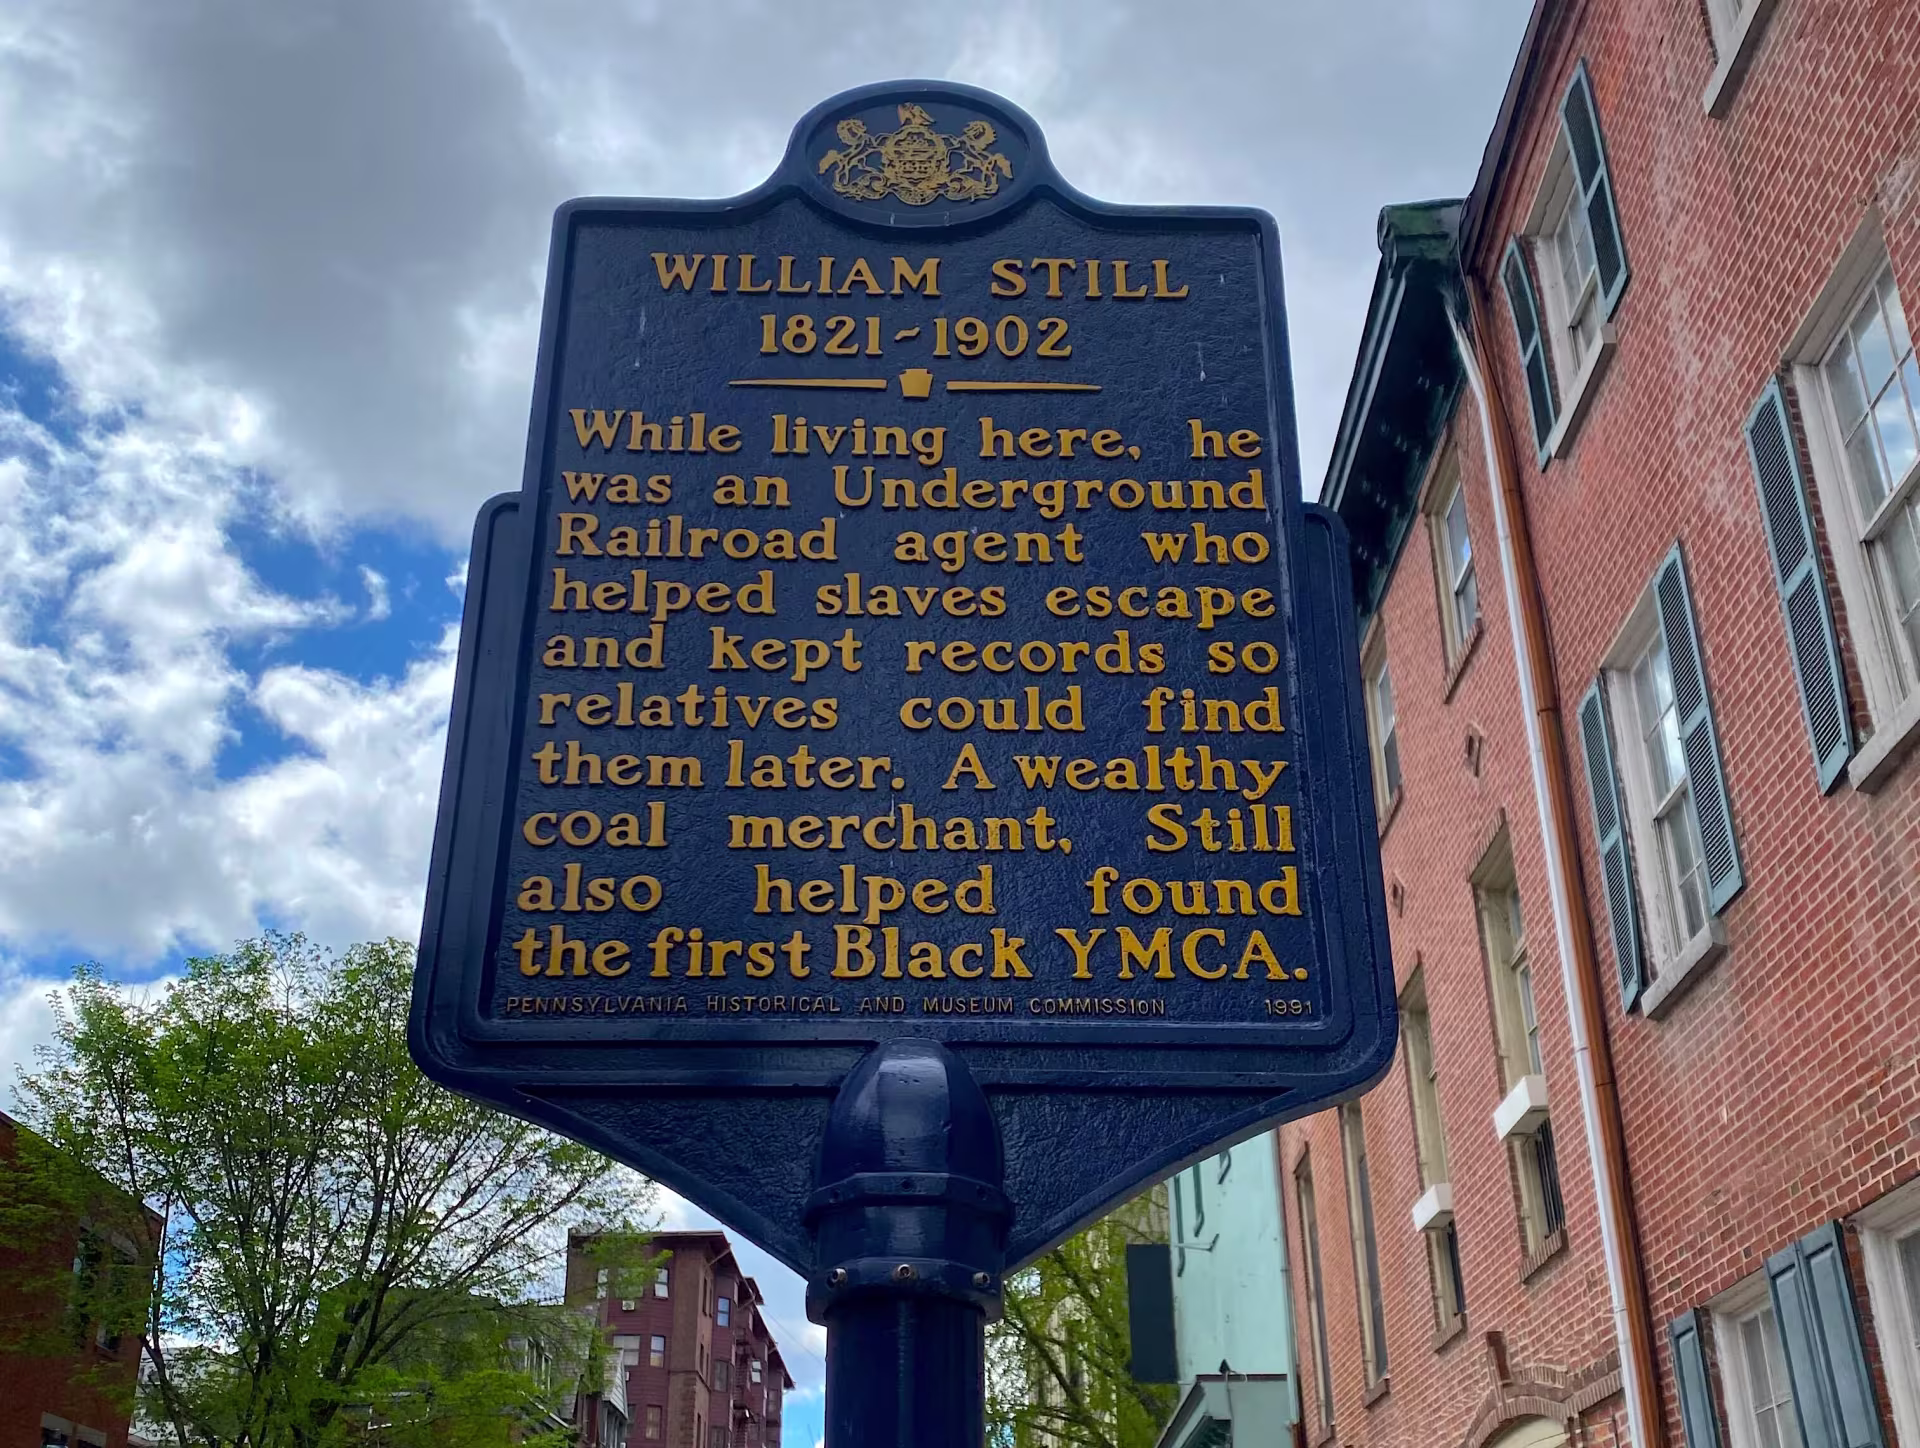 WILLIAM STILL
1821~1902
While living here, he
was an Underground
Railroad agent who
helped slaves escape
and kept records so
relatives could find
them later. A wealthy
coal merchant, Still
also helped found
the first Black YMCA.
PENNSYLVANIA HISTORICAL AND MUSEUM COMMISSION 1991